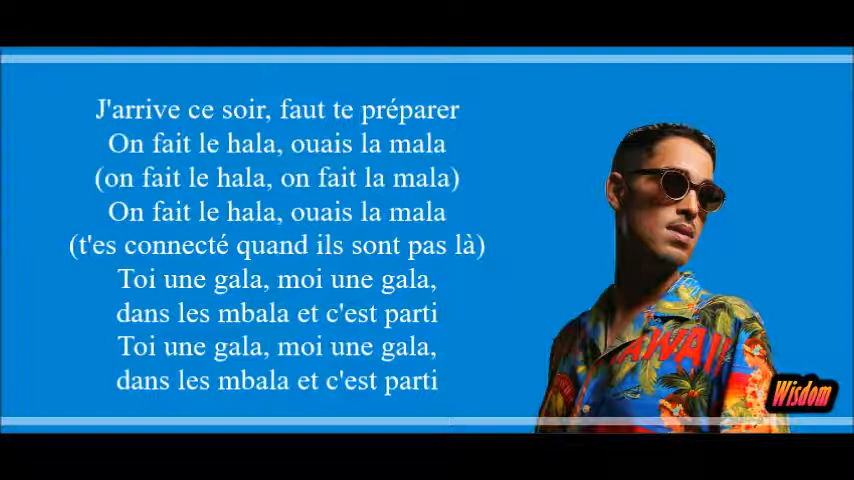 J'arrive ce soir, faut te préparer
On fait le hala, ouais la mala
(on fait le hala, on fait la mala)
On fait le hala, ouais la mala
(t'es connecté quand ils sont pas là)
Toi une gala, moi une gala,
dans les mbala et c'est parti
Toi une gala, moi une gala,
dans les mbala et c'est parti
HAWAII
Wisdom